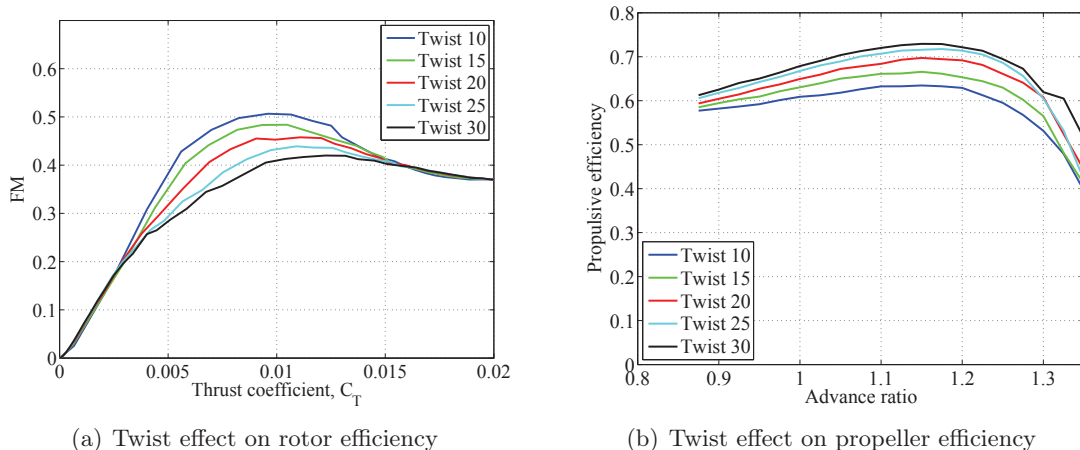 0.6
0.5
0.4
0.3
0.2
0.1
0
FM
0
0.005
0.01
0.015
0.02
Thrust coefficient, C_T
Twist 10
Twist 15
Twist 20
Twist 25
Twist 30
(a) Twist effect on rotor efficiency
0.8
0.7
0.6
0.5
0.4
0.3
0.2
0.1
0
Propulsive efficiency
0.8
0.9
1
1.1
1.2
1.3
Advance ratio
Twist 10
Twist 15
Twist 20
Twist 25
Twist 30
(b) Twist effect on propeller efficiency